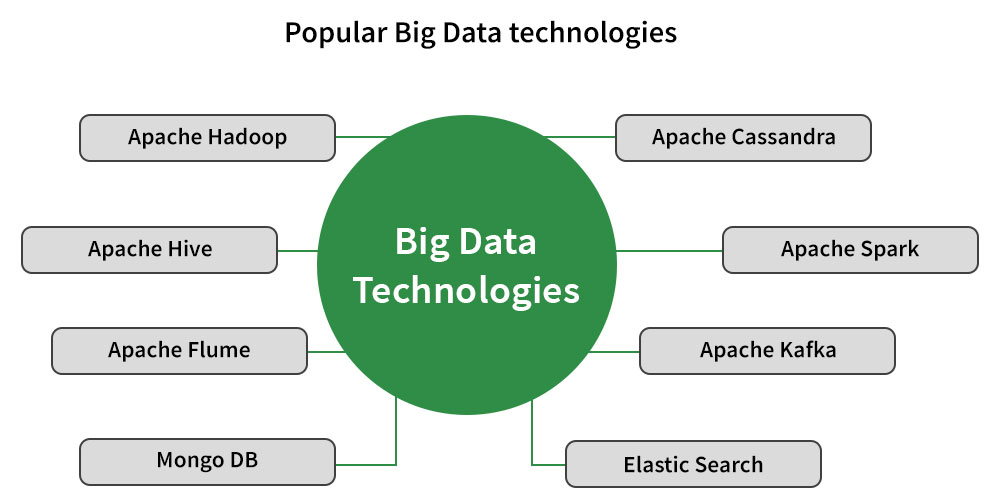 Popular Big Data technologies
Apache Hadoop
Apache Cassandra
Big Data
Technologies
Apache Hive
Apache Spark
Apache Flume
Apache Kafka
Mongo DB
Elastic Search